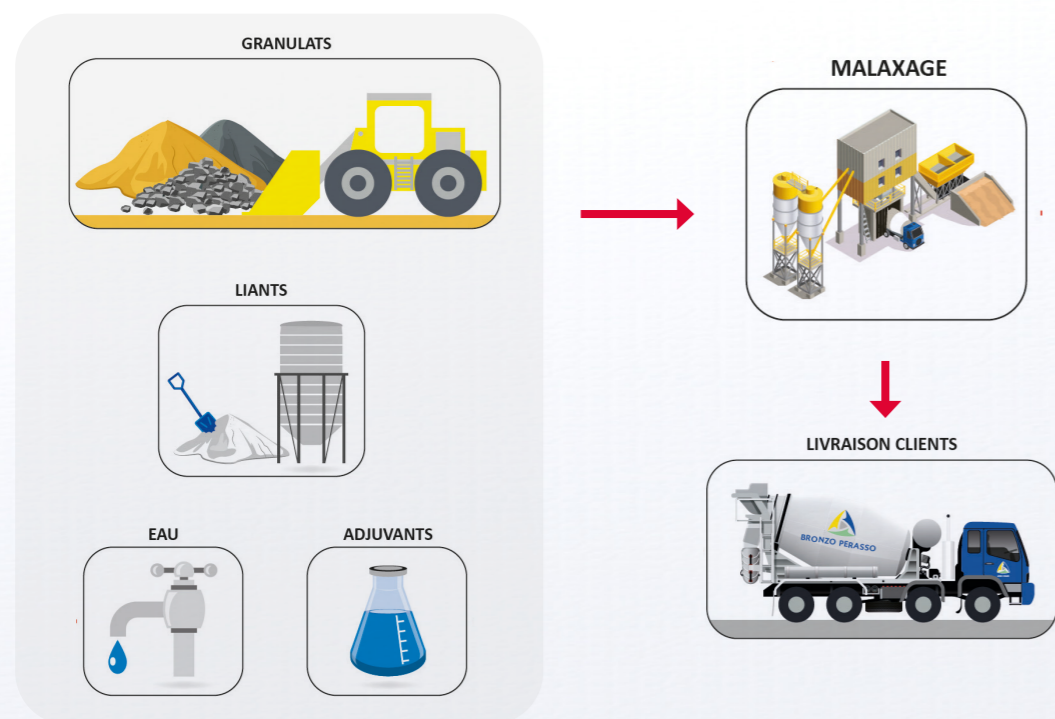 GRANULATS
MALAXAGE
LIANTS
LIVRAISON CLIENTS
BRONZO PERASSO
EAU
ADJUVANTS